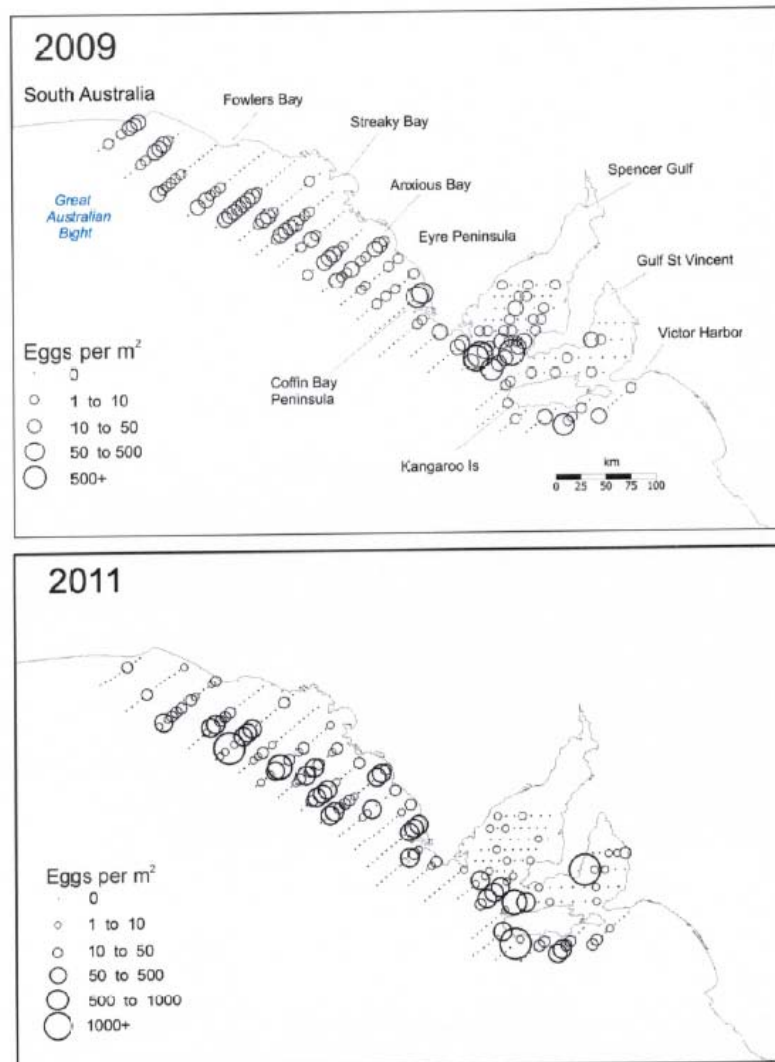 2009
South Australia
Fowlers Bay
Streaky Bay
Anxious Bay
Spencer Gulf
Great
Australian
Bight
Eyre Peninsula
Gulf St Vincent
Victor Harbor
Eggs per m²
0
1 to 10
10 to 50
50 to 500
500+
Coffin Bay
Peninsula
Kangaroo Is
km
0 25 50 75 100
2011
Eggs per m²
0
1 to 10
10 to 50
50 to 500
500 to 1000
1000+